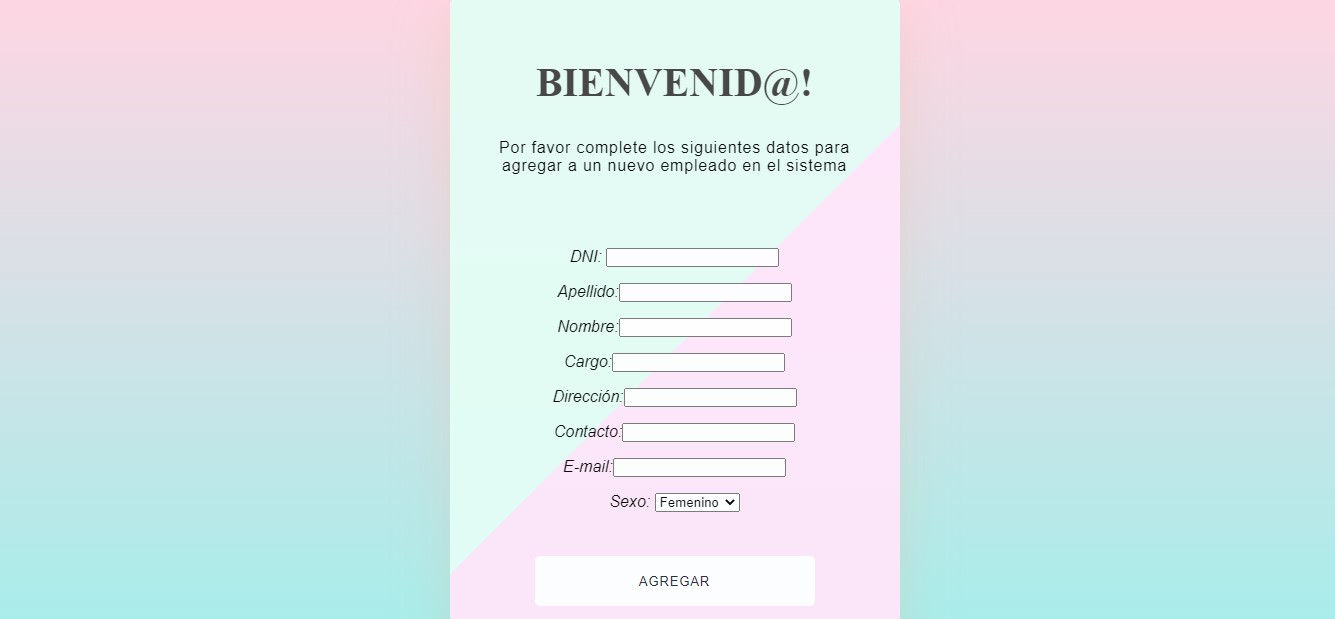 BIENVENID@!
Por favor complete los siguientes datos para
agregar a un nuevo empleado en el sistema
DNI:
Apellido:
Nombre:
Cargo:
Dirección:
Contacto:
E-mail:
Sexo: Femenino
AGREGAR